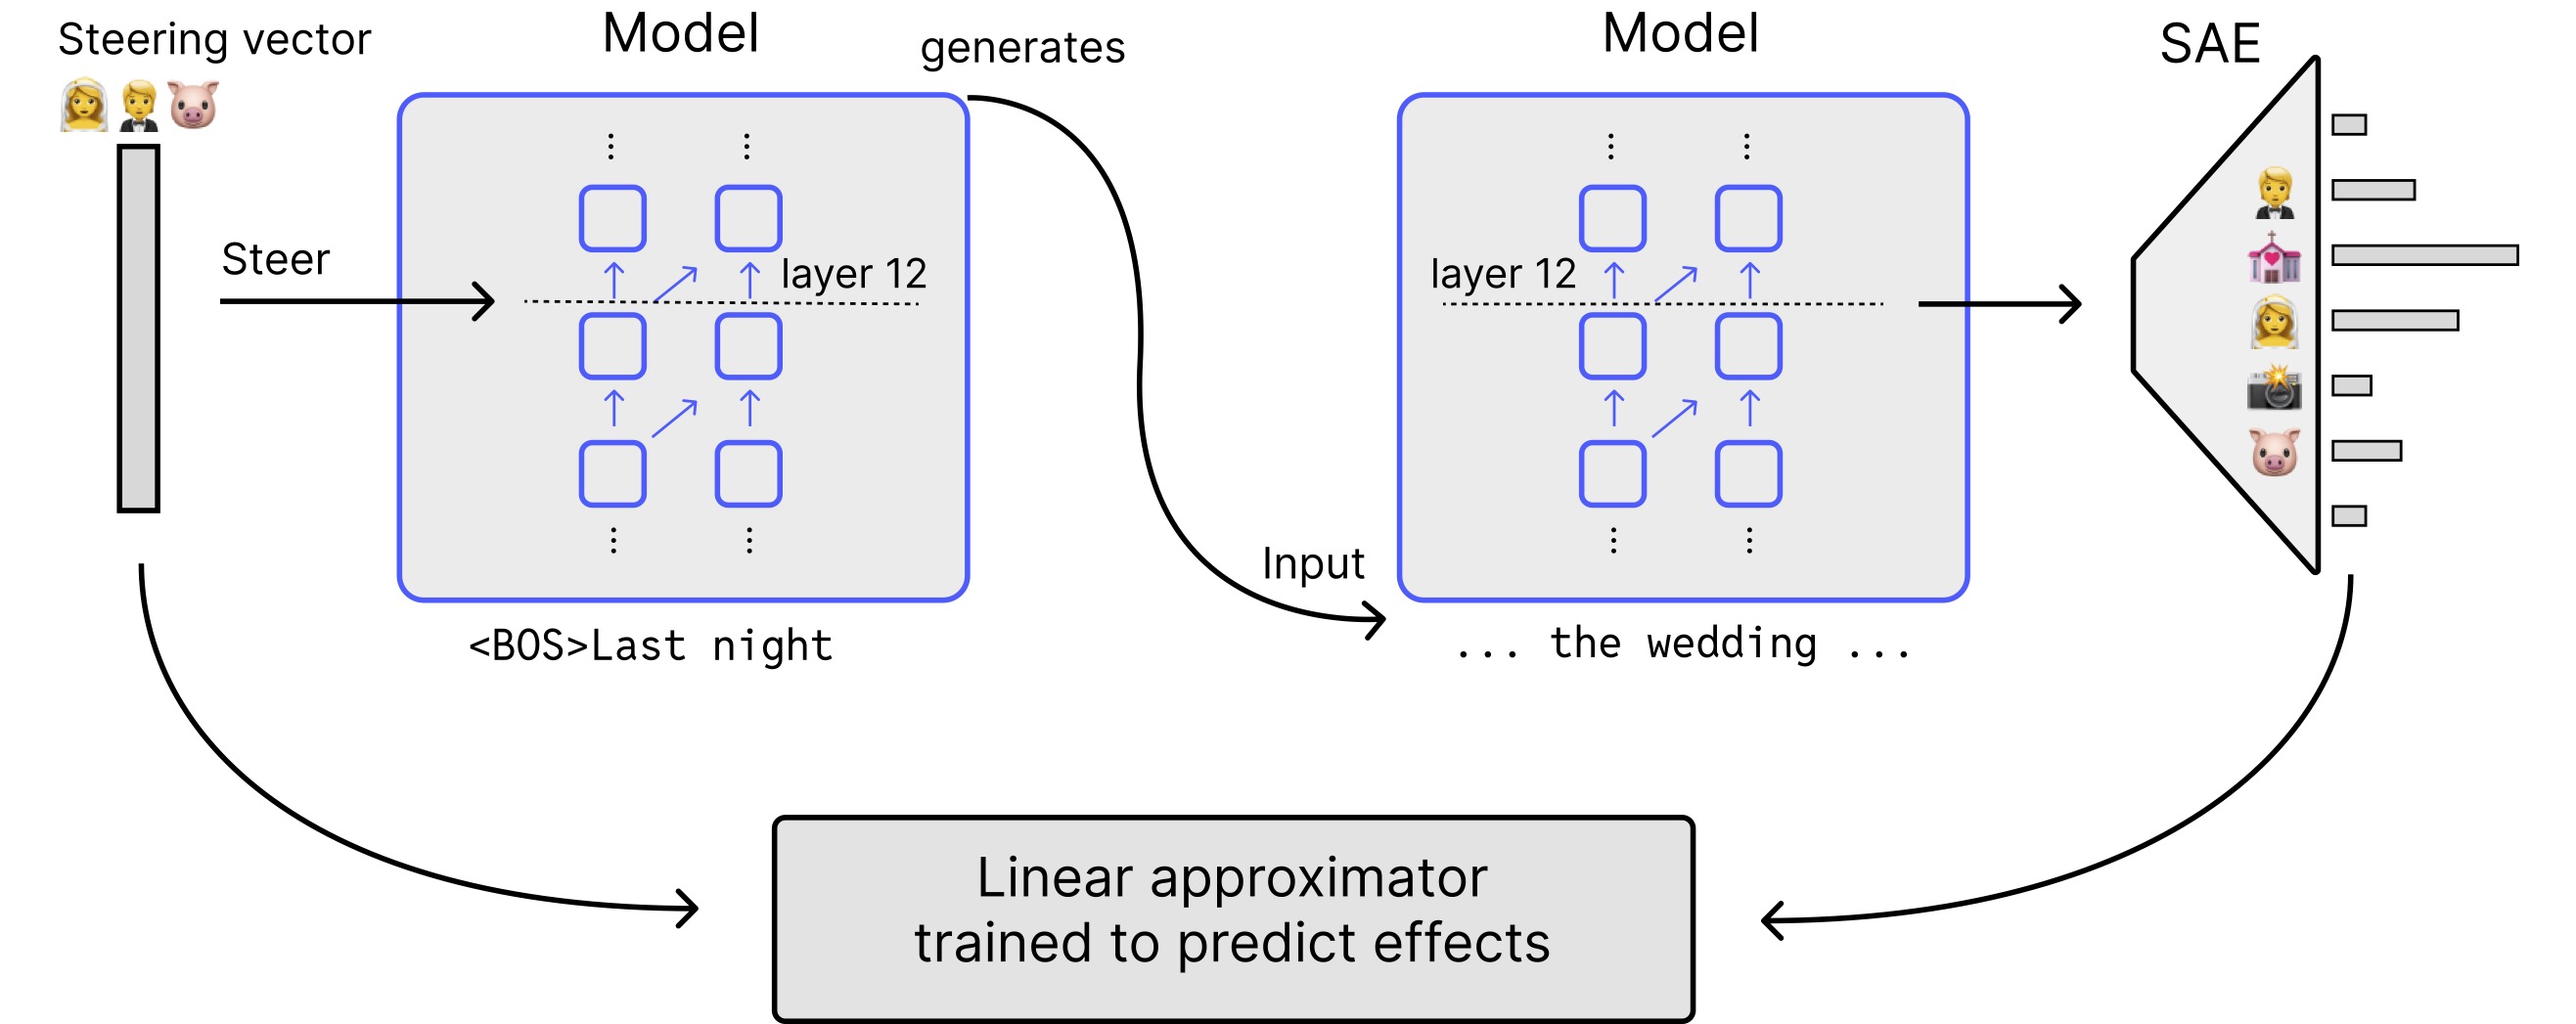 Steering vector
Model
generates
Model
SAE
Steer
layer 12
layer 12
Input
<BOS>Last night
... the wedding ...
Linear approximator
trained to predict effects